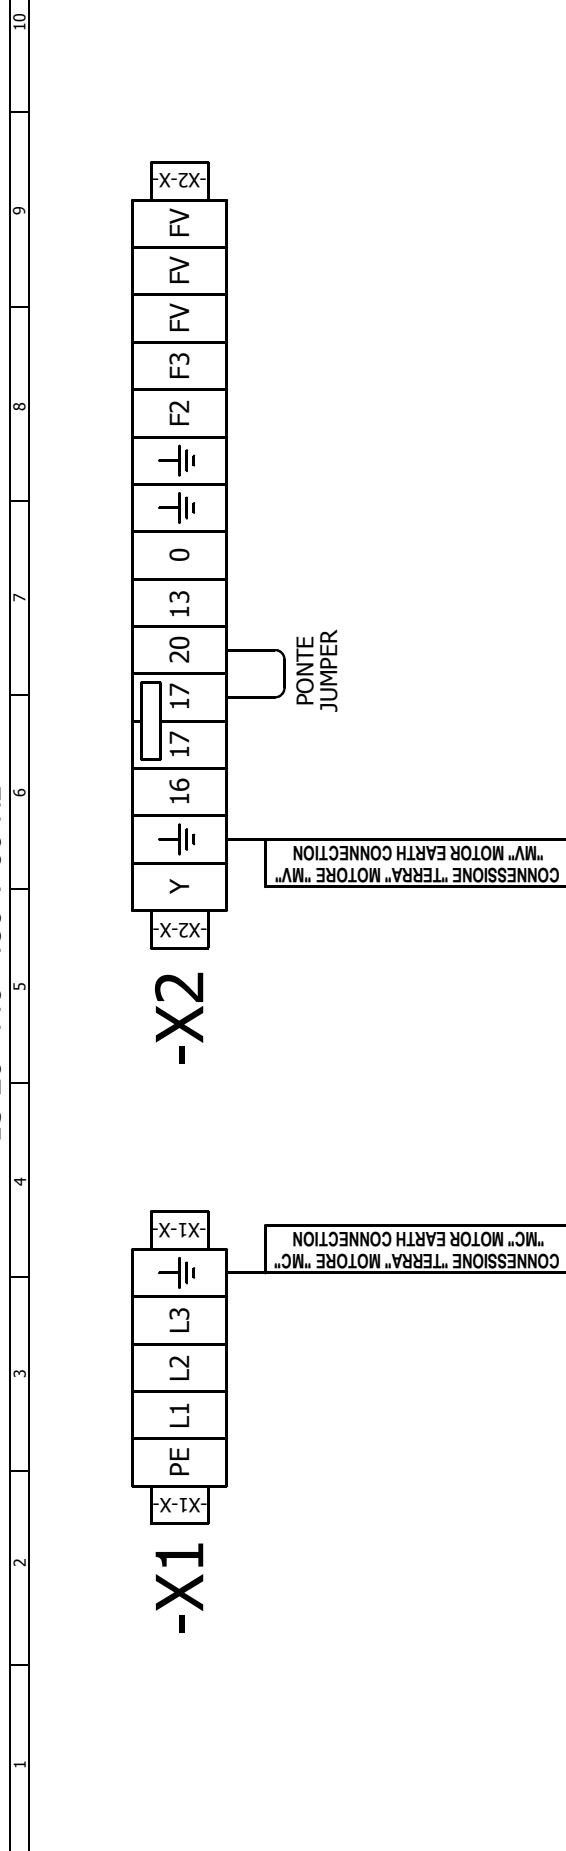 1
2
3
4
5
6
7
8
9
10
-X1
-X1-X-
PE
L1
L2
L3
-X1-X-
CONNESSIONE "TERRA" MOTORE "MC"
"MC" MOTOR EARTH CONNECTION
-X2
-X2-X-
Y
16
17
17
20
13
0
F2
F3
FV
FV
FV
-X2-X-
CONNESSIONE "TERRA" MOTORE "MV"
"MV" MOTOR EARTH CONNECTION
PONTE
JUMPER